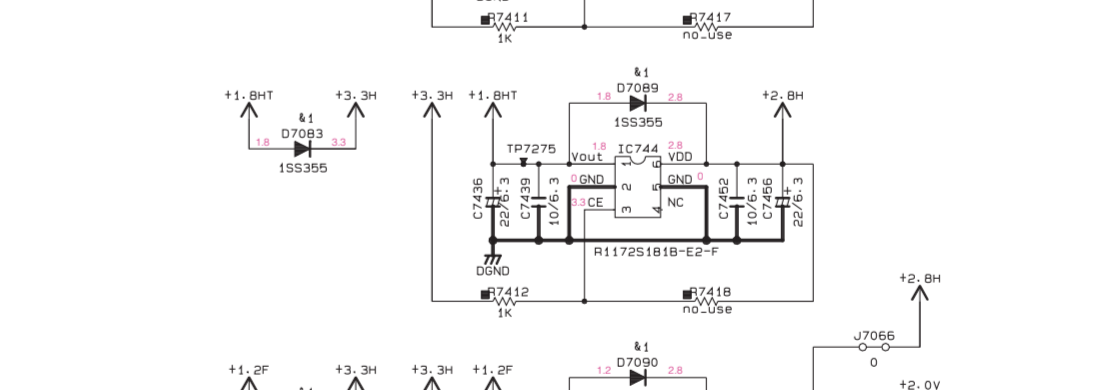 R7411
1K
R7417
no_use
&1
D7089
1.8
2.8
1SS355
+1.8HT
+3.3H
+3.3H
+1.8HT
+2.8H
&1
D7083
1.8
3.3
1SS355
TP7275
1.8
IC744
2.8
Vout
1
6
VDD
0
GND
2
5
GND
0
3.3
CE
3
4
NC
C7436
22/6.3
C7439
10/6.3
C7452
10/6.3
C7456
22/6.3
R1172S181B-E2-F
DGND
R7412
1K
R7418
no_use
+2.8H
J7066
0
&1
D7090
1.2
2.8
+1.2F
+3.3H
+3.3H
+1.2F
+2.0V